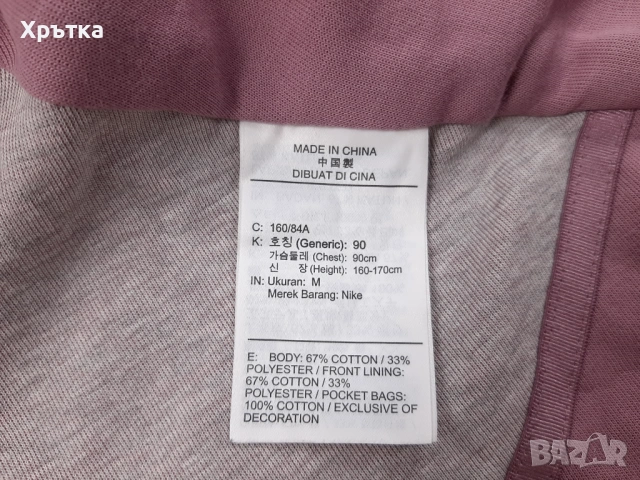 Хрътка
MADE IN CHINA
中国製
DIBUAT DI CINA
C: 160/84A
K: 호칭 (Generic): 90
가슴둘레 (Chest): 90cm
신 장 (Height): 160-170cm
IN: Ukuran: M
Merek Barang: Nike
E: BODY: 67% COTTON / 33%
POLYESTER / FRONT LINING:
67% COTTON / 33%
POLYESTER / POCKET BAGS:
100% COTTON / EXCLUSIVE OF
DECORATION
BAZAR